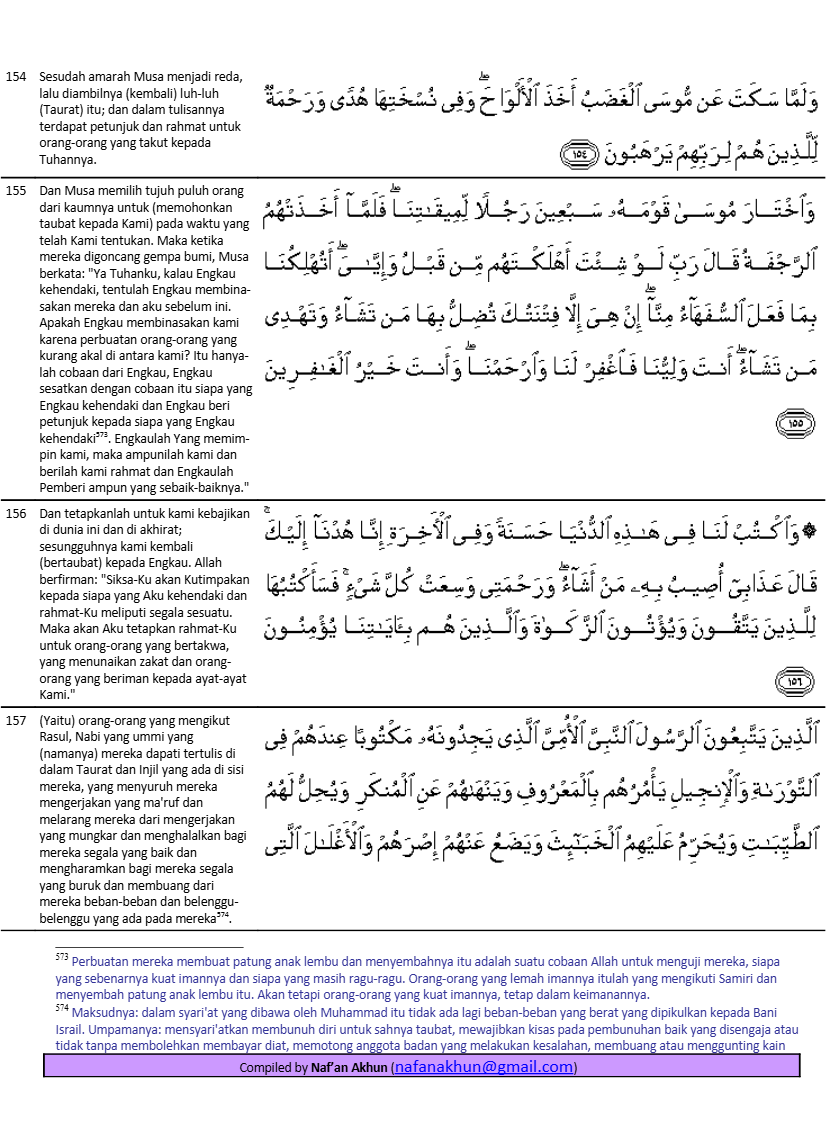 154 Sesudah amarah Musa menjadi reda,
lalu diambilnya (kembali) luh-luh
(Taurat) itu; dan dalam tulisannya
terdapat petunjuk dan rahmat untuk
orang-orang yang takut kepada
Tuhannya.
وَلَمَّا سَكَتَ عَن مُّوسَى ٱلْغَضَبُ أَخَذَ ٱلْأَلْوَاحَ ۖ وَفِى نُسْخَتِهَا هُدًى وَرَحْمَةٌ
لِّلَّذِينَ هُمْ لِرَبِّهِمْ يَرْهَبُونَ ١٥٤
155 Dan Musa memilih tujuh puluh orang
dari kaumnya untuk (memohonkan
taubat kepada Kami) pada waktu yang
telah Kami tentukan. Maka ketika
mereka digoncang gempa bumi, Musa
berkata: "Ya Tuhanku, kalau Engkau
kehendaki, tentulah Engkau membina-
sakan mereka dan aku sebelum ini.
Apakah Engkau membinasakan kami
karena perbuatan orang-orang yang
kurang akal di antara kami? Itu hanya-
lah cobaan dari Engkau, Engkau
sesatkan dengan cobaan itu siapa yang
Engkau kehendaki dan Engkau beri
petunjuk kepada siapa yang Engkau
kehendaki573. Engkaulah Yang memim-
pin kami, maka ampunilah kami dan
berilah kami rahmat dan Engkaulah
Pemberi ampun yang sebaik-baiknya."
وَٱخْتَارَ مُوسَىٰ قَوْمَهُۥ سَبْعِينَ رَجُلًا لِّمِيقَٰتِنَا ۖ فَلَمَّآ أَخَذَتْهُمُ
ٱلرَّجْفَةُ قَالَ رَبِّ لَوْ شِئْتَ أَهْلَكْتَهُم مِّن قَبْلُ وَإِيَّٰىَ ۖ أَتُهْلِكُنَا
بِمَا فَعَلَ ٱلسُّفَهَآءُ مِنَّآ ۖ إِنْ هِىَ إِلَّا فِتْنَتُكَ تُضِلُّ بِهَا مَن تَشَآءُ وَتَهْدِى
مَن تَشَآءُ ۖ أَنتَ وَلِيُّنَا فَٱغْفِرْ لَنَا وَٱرْحَمْنَا ۖ وَأَنتَ خَيْرُ ٱلْغَٰفِرِينَ
١٥٥
156 Dan tetapkanlah untuk kami kebajikan
di dunia ini dan di akhirat;
sesungguhnya kami kembali
(bertaubat) kepada Engkau. Allah
berfirman: "Siksa-Ku akan Kutimpakan
kepada siapa yang Aku kehendaki dan
rahmat-Ku meliputi segala sesuatu.
Maka akan Aku tetapkan rahmat-Ku
untuk orang-orang yang bertakwa,
yang menunaikan zakat dan orang-
orang yang beriman kepada ayat-ayat
Kami."
۞ وَٱكْتُبْ لَنَا فِى هَٰذِهِ ٱلدُّنْيَا حَسَنَةً وَفِى ٱلْءَاخِرَةِ إِنَّا هُدْنَآ إِلَيْكَ ۚ
قَالَ عَذَابِىٓ أُصِيبُ بِهِۦ مَنْ أَشَآءُ ۖ وَرَحْمَتِى وَسِعَتْ كُلَّ شَىْءٍ ۚ فَسَأَكْتُبُهَا
لِلَّذِينَ يَتَّقُونَ وَيُؤْتُونَ ٱلزَّكَوٰةَ وَٱلَّذِينَ هُم بِـَٔايَٰتِنَا يُؤْمِنُونَ
١٥٦
157 (Yaitu) orang-orang yang mengikut
Rasul, Nabi yang ummi yang
(namanya) mereka dapati tertulis di
dalam Taurat dan Injil yang ada di sisi
mereka, yang menyuruh mereka
mengerjakan yang ma'ruf dan
melarang mereka dari mengerjakan
yang mungkar dan menghalalkan bagi
mereka segala yang baik dan
mengharamkan bagi mereka segala
yang buruk dan membuang dari
mereka beban-beban dan belenggu-
belenggu yang ada pada mereka574.
ٱلَّذِينَ يَتَّبِعُونَ ٱلرَّسُولَ ٱلنَّبِىَّ ٱلْأُمِّىَّ ٱلَّذِى يَجِدُونَهُۥ مَكْتُوبًا عِندَهُمْ فِى
ٱلتَّوْرَىٰةِ وَٱلْإِنجِيلِ يَأْمُرُهُم بِٱلْمَعْرُوفِ وَيَنْهَىٰهُمْ عَنِ ٱلْمُنكَرِ وَيُحِلُّ لَهُمُ
ٱلطَّيِّبَٰتِ وَيُحَرِّمُ عَلَيْهِمُ ٱلْخَبَٰٓئِثَ وَيَضَعُ عَنْهُمْ إِصْرَهُمْ وَٱلْأَغْلَٰلَ ٱلَّتِى
573 Perbuatan mereka membuat patung anak lembu dan menyembahnya itu adalah suatu cobaan Allah untuk menguji mereka, siapa
yang sebenarnya kuat imannya dan siapa yang masih ragu-ragu. Orang-orang yang lemah imannya itulah yang mengikuti Samiri dan
menyembah patung anak lembu itu. Akan tetapi orang-orang yang kuat imannya, tetap dalam keimanannya.
574 Maksudnya: dalam syari'at yang dibawa oleh Muhammad itu tidak ada lagi beban-beban yang berat yang dipikulkan kepada Bani
Israil. Umpamanya: mensyari'atkan membunuh diri untuk sahnya taubat, mewajibkan kisas pada pembunuhan baik yang disengaja atau
tidak tanpa membolehkan membayar diat, memotong anggota badan yang melakukan kesalahan, membuang atau menggunting kain
Compiled by Naf'an Akhun (nafanakhun@gmail.com)